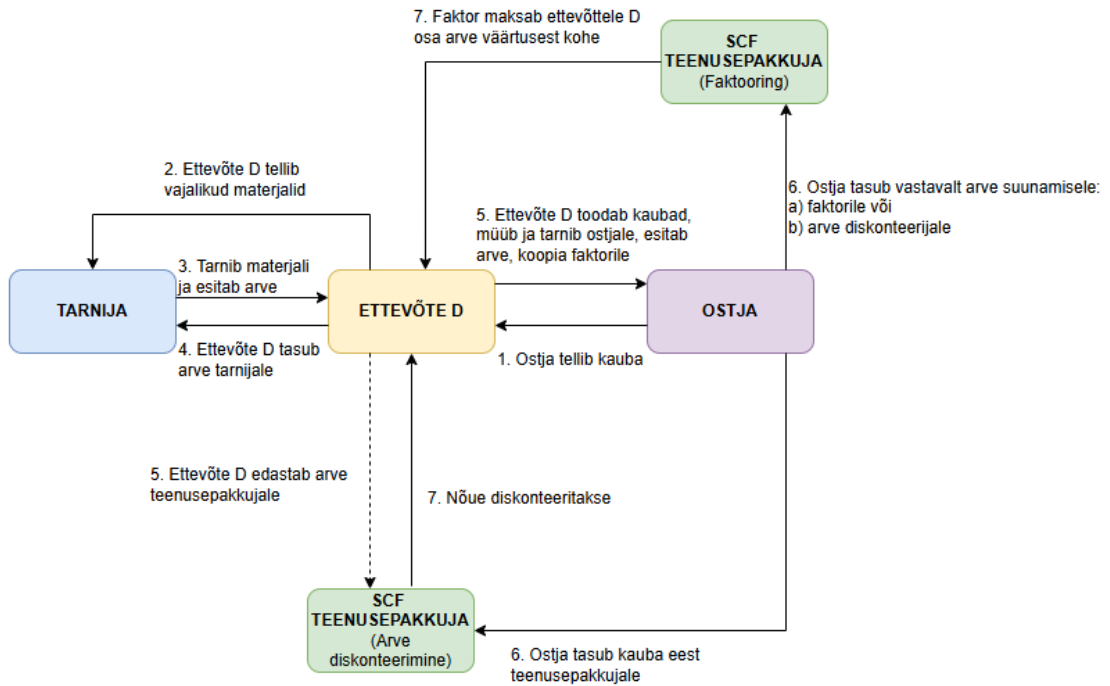 7. Faktor maksab ettevõttele D
osa arve väärtusest kohe
SCF
TEENUSEPAKKUJA
(Faktooring)
2. Ettevõte D tellib
vajalikud materjalid
5. Ettevõte D toodab kaubad,
müüb ja tarnib ostjale, esitab
arve, koopia faktorile
6. Ostja tasub vastavalt arve suunamisele:
a) faktorile või
b) arve diskonteerijale
TARNIJA
3. Tarnib materjali
ja esitab arve
ETTEVÕTE D
OSTJA
4. Ettevõte D tasub
arve tarnijale
1. Ostja tellib kauba
5. Ettevõte D edastab arve
teenusepakkujale
7. Nõue diskonteeritakse
SCF
TEENUSEPAKKUJA
(Arve
diskonteerimine)
6. Ostja tasub kauba eest
teenusepakkujale